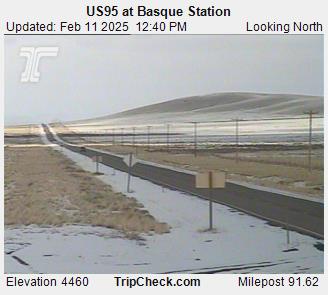 US95 at Basque Station
Updated: Feb 11 2025 12:40 PM Looking North
Elevation 4460 TripCheck.com Milepost 91.62